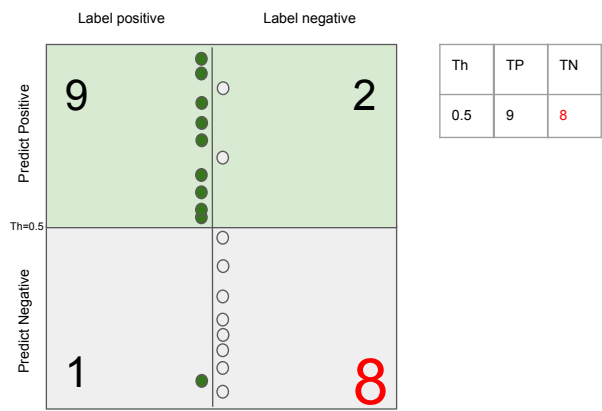 Label positive
Label negative
Predict Positive
9
2
Th=0.5
Predict Negative
1
8
Th TP TN
0.5 9 8